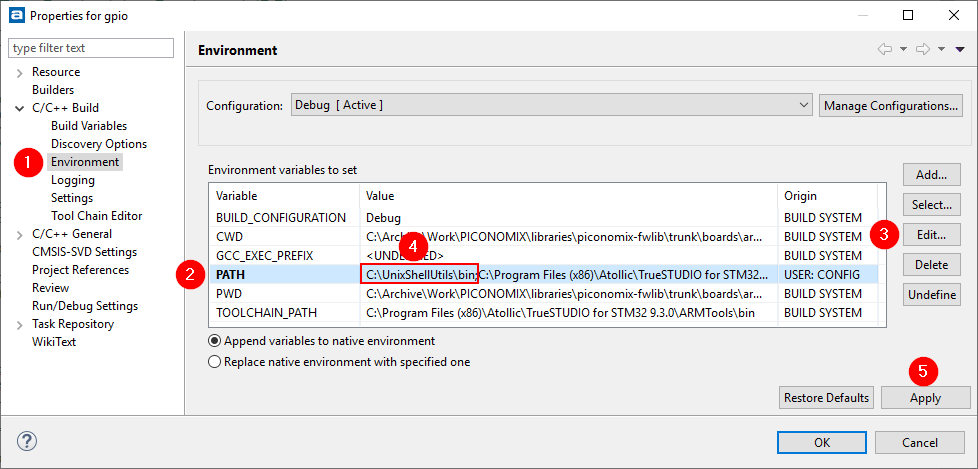 Properties for gpio
type filter text
Resource
Builders
C/C++ Build
Build Variables
Discovery Options
1
Environment
Logging
Settings
Tool Chain Editor
C/C++ General
CMSIS-SVD Settings
Project References
Review
Run/Debug Settings
Task Repository
WikiText
Environment
Configuration:
Debug [ Active ]
Manage Configurations...
Environment variables to set
Variable Value Origin
BUILD_CONFIGURATION Debug BUILD SYSTEM
CWD C:\Archive\Work\PICONOMIX\libraries\piconomix-fwlib\trunk\boards\ar... BUILD SYSTEM
4
GCC_EXEC_PREFIX <UNDEFINED> BUILD SYSTEM
2
PATH C:\UnixShellUtils\bin;C:\Program Files (x86)\Atollic\TrueSTUDIO for STM32... USER: CONFIG
PWD C:\Archive\Work\PICONOMIX\libraries\piconomix-fwlib\trunk\boards\ar... BUILD SYSTEM
TOOLCHAIN_PATH C:\Program Files (x86)\Atollic\TrueSTUDIO for STM32 9.3.0\ARMTools\bin BUILD SYSTEM
Add...
Select...
3
Edit...
Delete
Undefine
Append variables to native environment
Replace native environment with specified one
5
Restore Defaults
Apply
OK
Cancel